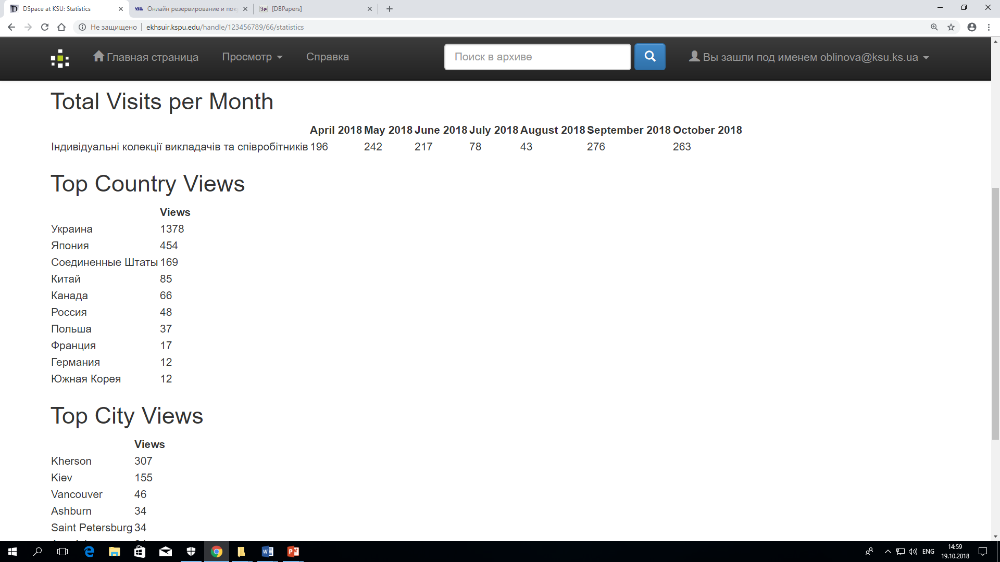 DSpace at KSU: Statistics
Онлайн резервирование и пок
[DBPapers]
Не защищено
ekhsuir.kspu.edu/handle/123456789/66/statistics
Главная страница Просмотр Справка Поиск в архиве Вы зашли под именем oblinova@ksu.ks.ua
Total Visits per Month
April 2018 May 2018 June 2018 July 2018 August 2018 September 2018 October 2018
Індивідуальні колекції викладачів та співробітників 196 242 217 78 43 276 263
Top Country Views
Views
Украина 1378
Япония 454
Соединенные Штаты 169
Китай 85
Канада 66
Россия 48
Польша 37
Франция 17
Германия 12
Южная Корея 12
Top City Views
Views
Kherson 307
Kiev 155
Vancouver 46
Ashburn 34
Saint Petersburg 34
ENG
14:59
19.10.2018